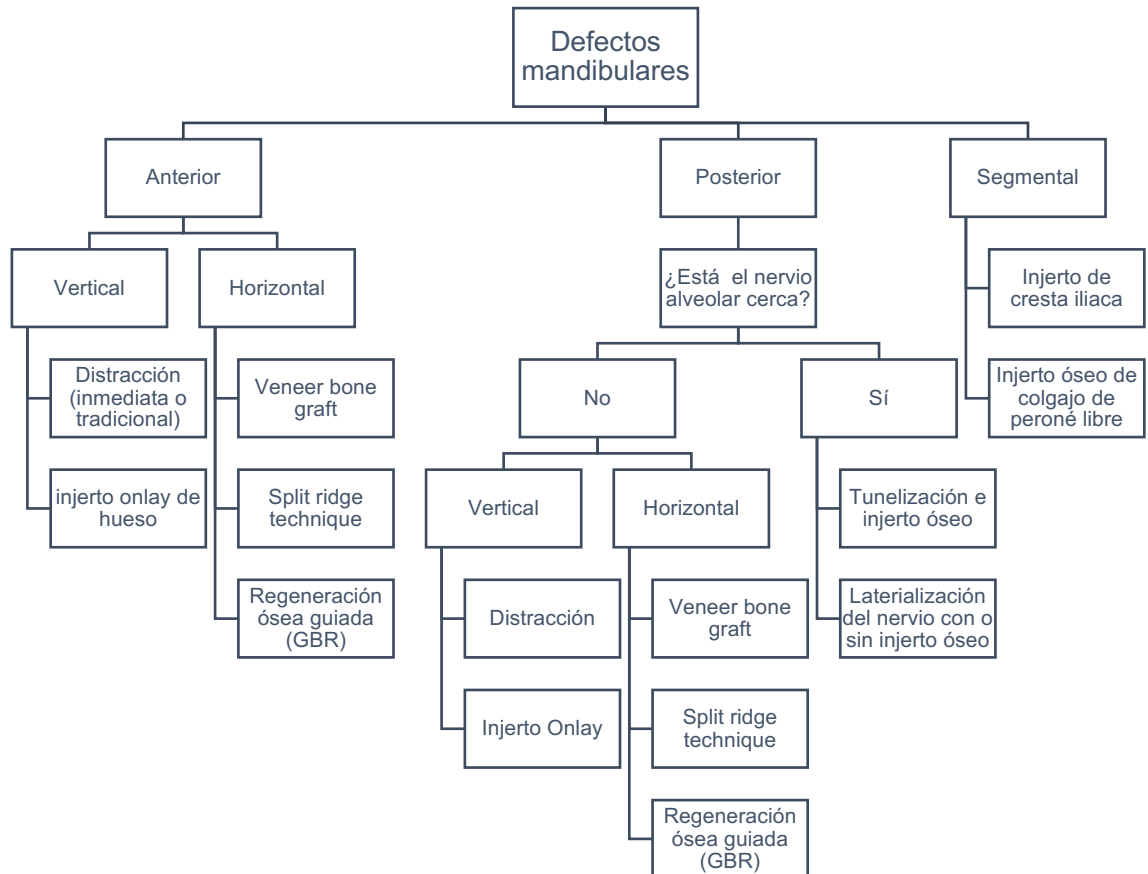 Defectos
mandibulares
Anterior
Posterior
Segmental
Vertical
Horizontal
¿Está el nervio
alveolar cerca?
Injerto de
cresta iliaca
Distracción
(inmediata o
tradicional)
Veneer bone
graft
No
Sí
Injerto óseo de
colgajo de
peroné libre
injerto onlay de
hueso
Split ridge
technique
Vertical
Horizontal
Tunelización e
injerto óseo
Regeneración
ósea guiada
(GBR)
Distracción
Veneer bone
graft
Laterialización
del nervio con o
sin injerto óseo
Injerto Onlay
Split ridge
technique
Regeneración
ósea guiada
(GBR)